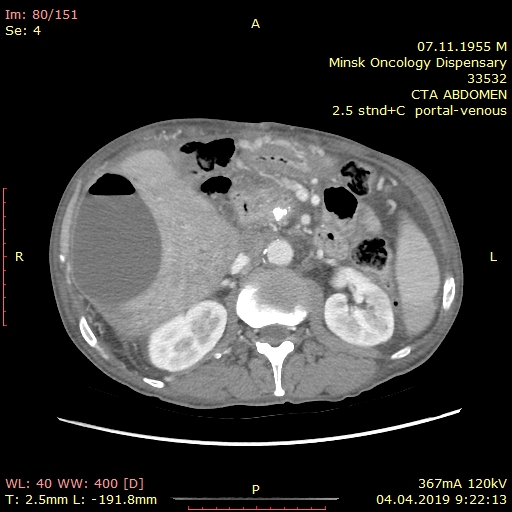 Im: 80/151
Se: 4
A
07.11.1955 M
Minsk Oncology Dispensary
33532
CTA ABDOMEN
2.5 stnd+C portal-venous
R
L
WL: 40 WW: 400 [D]
T: 2.5mm L: -191.8mm
P
367mA 120kV
04.04.2019 9:22:13